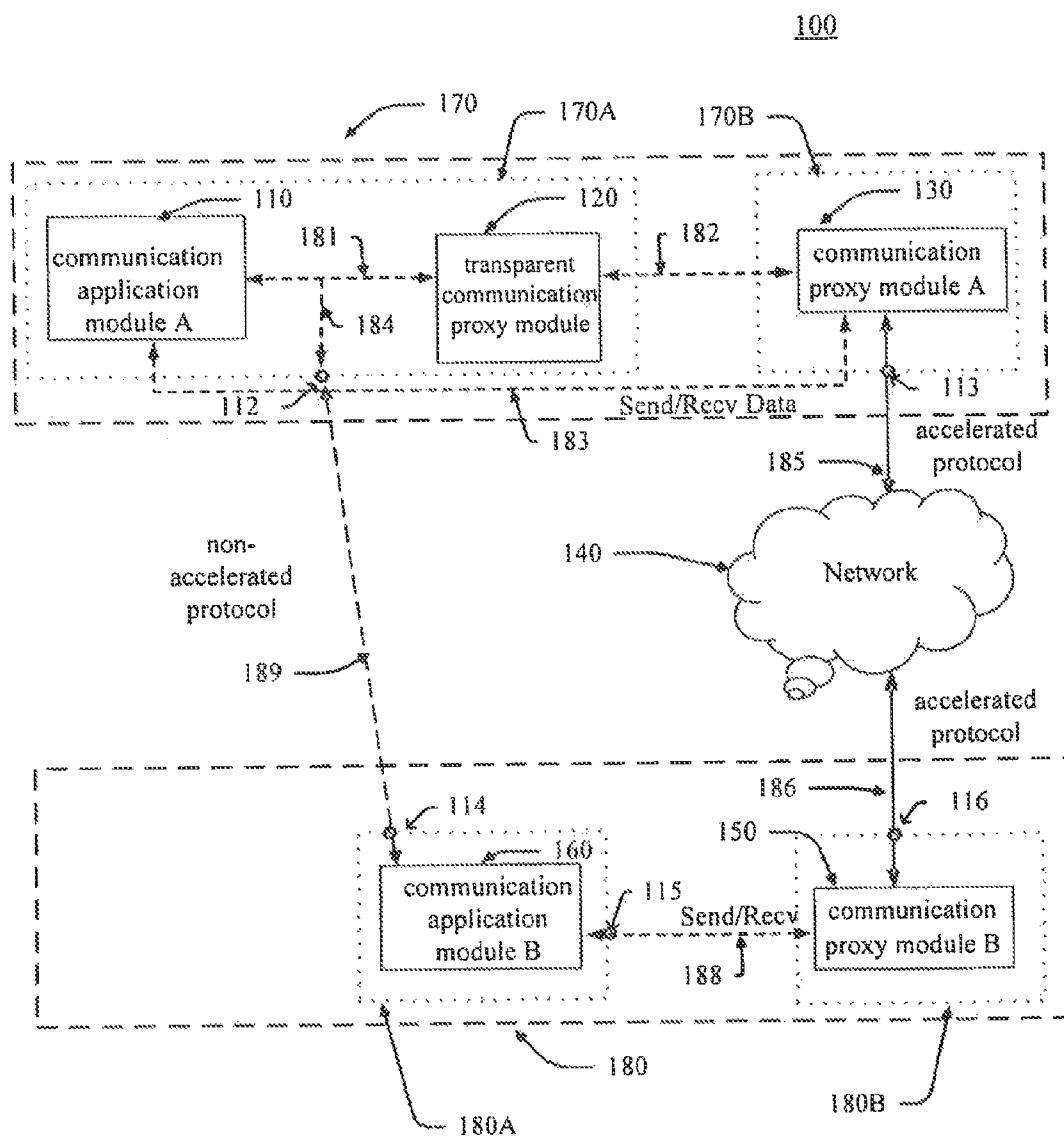 100
170
170A
170B
110
120
130
181
182
communication
application
module A
transparent
communication
proxy module
communication
proxy module A
184
112
113
Send/Recv Data
183
accelerated
protocol
185
non-
accelerated
protocol
140
Network
189
accelerated
protocol
186
114
116
160
150
communication
application
module B
115
Send/Recv
communication
proxy module B
188
180
180A
180B